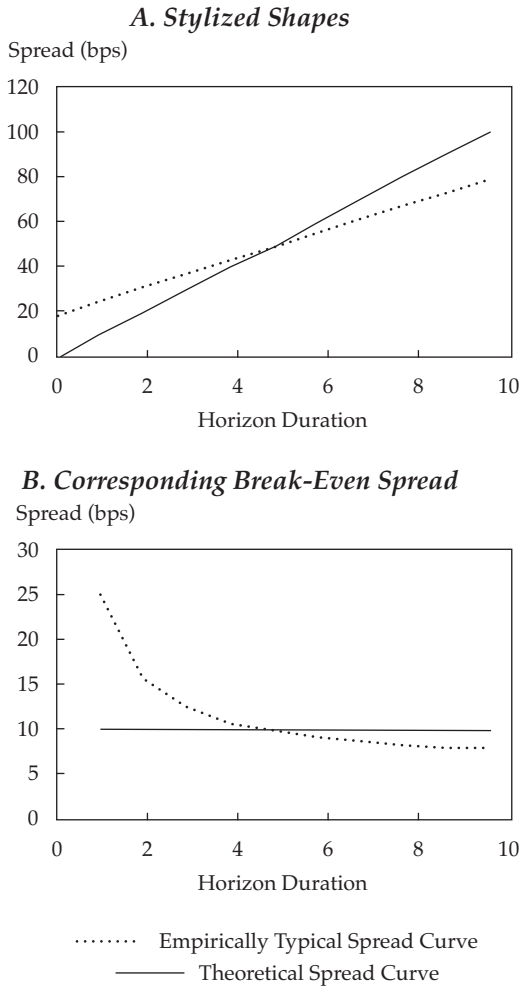 A. Stylized Shapes
Spread (bps)
120
100
80
60
40
20
0
0 2 4 6 8 10
Horizon Duration
B. Corresponding Break-Even Spread
Spread (bps)
30
25
20
15
10
5
0
0 2 4 6 8 10
Horizon Duration
Empirically Typical Spread Curve
Theoretical Spread Curve